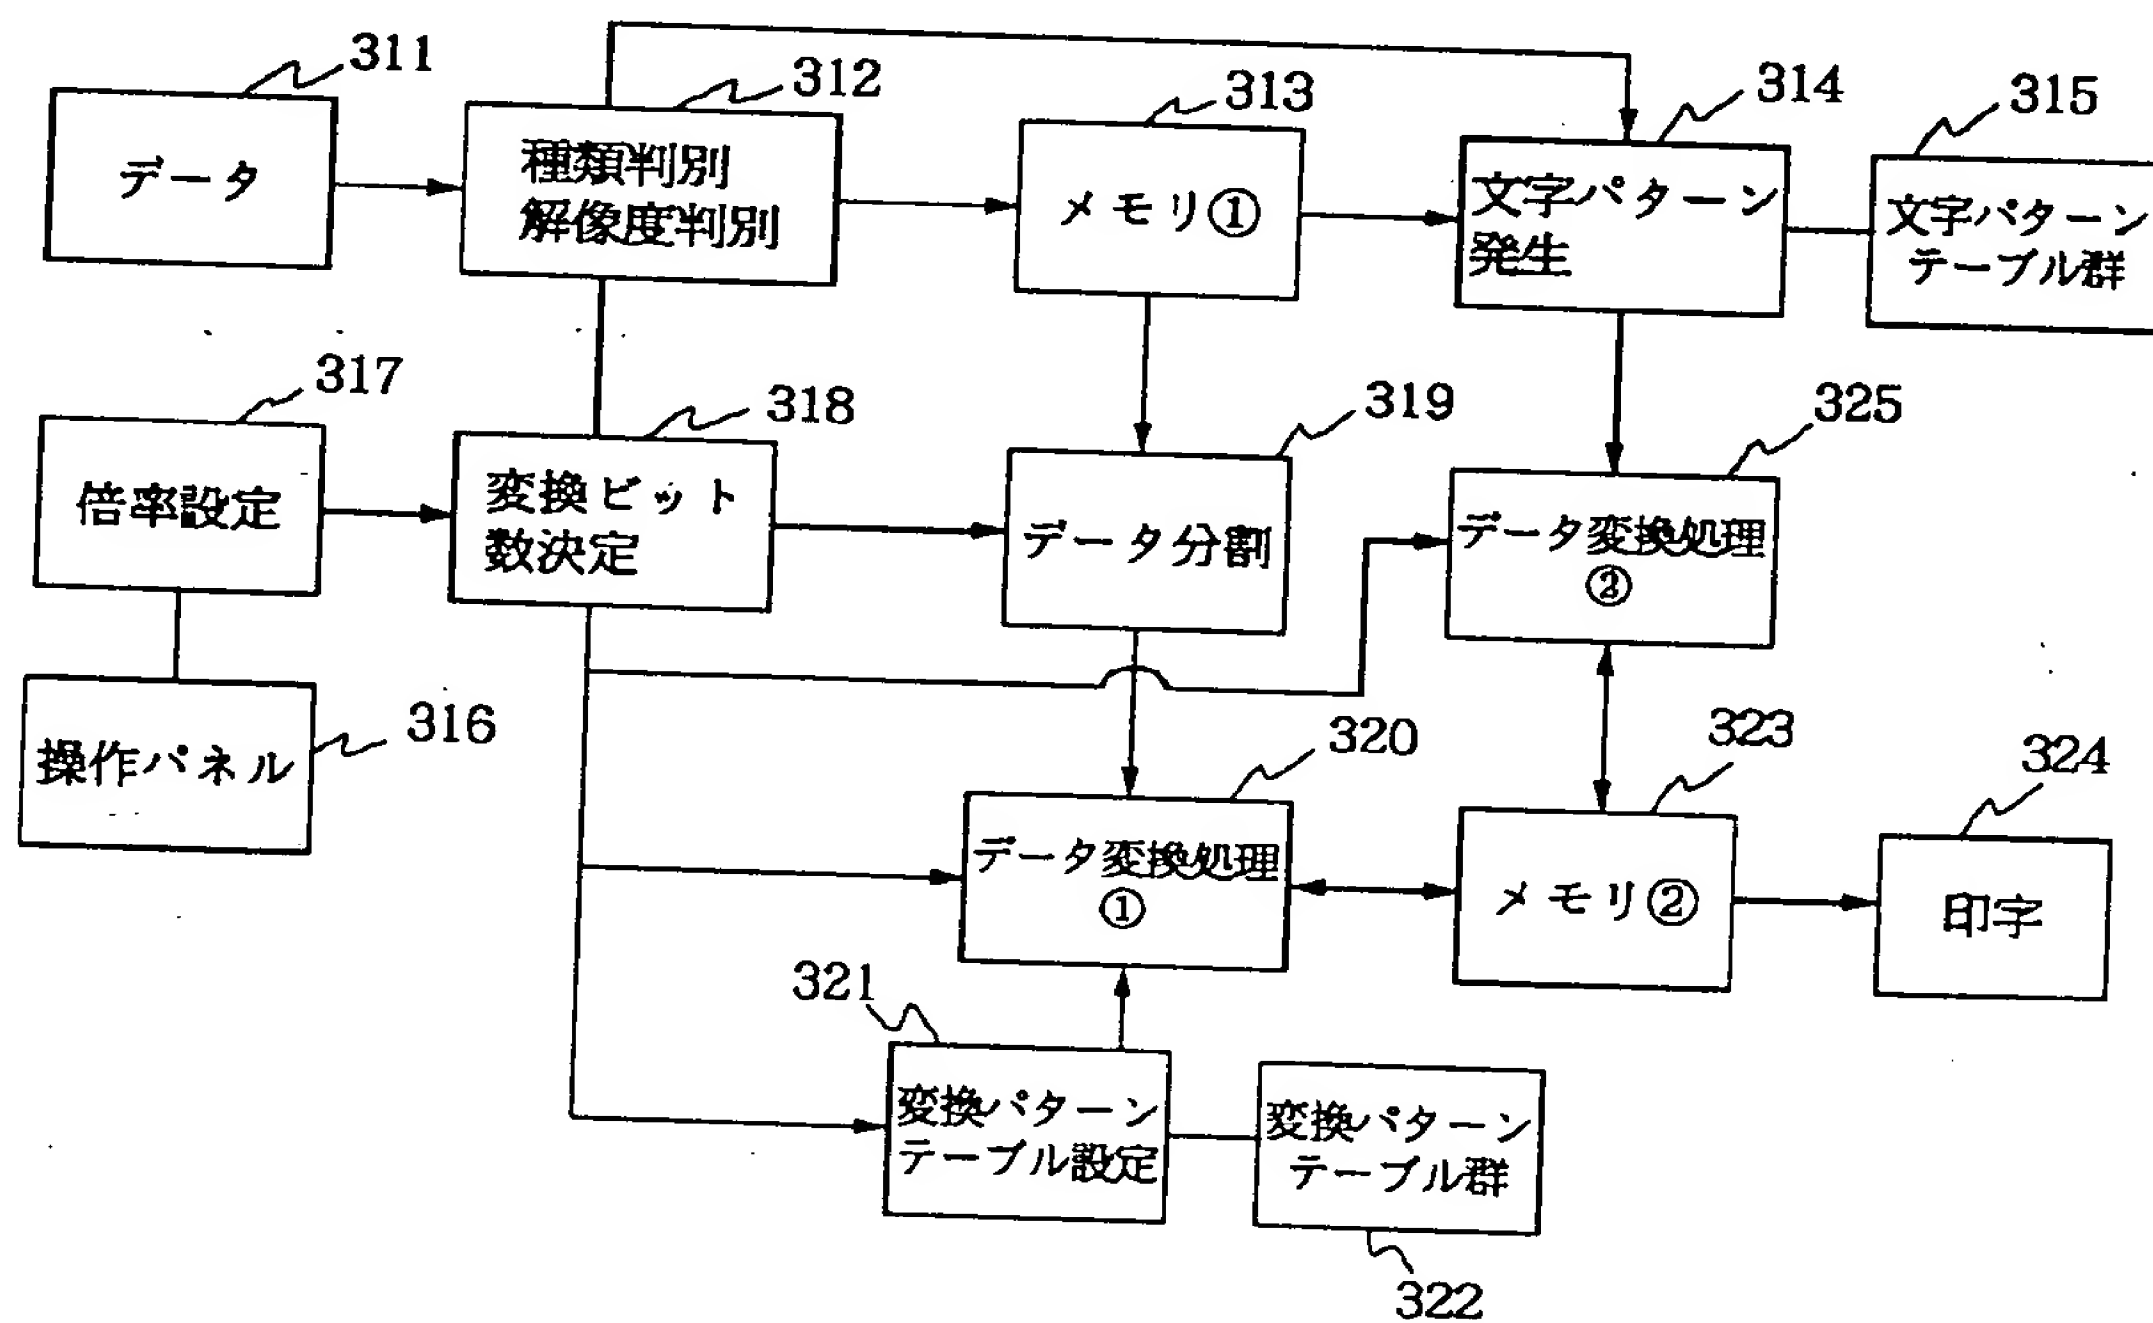 311
データ
312
種類判別
解像度判別
313
メモリ①
314
文字パターン
発生
315
文字パターン
テーブル群
317
倍率設定
318
変換ビット
数決定
319
データ分割
325
データ変換処理
②
316
操作パネル
320
データ変換処理
①
323
メモリ②
324
印字
321
変換パターン
テーブル設定
変換パターン
テーブル群
322